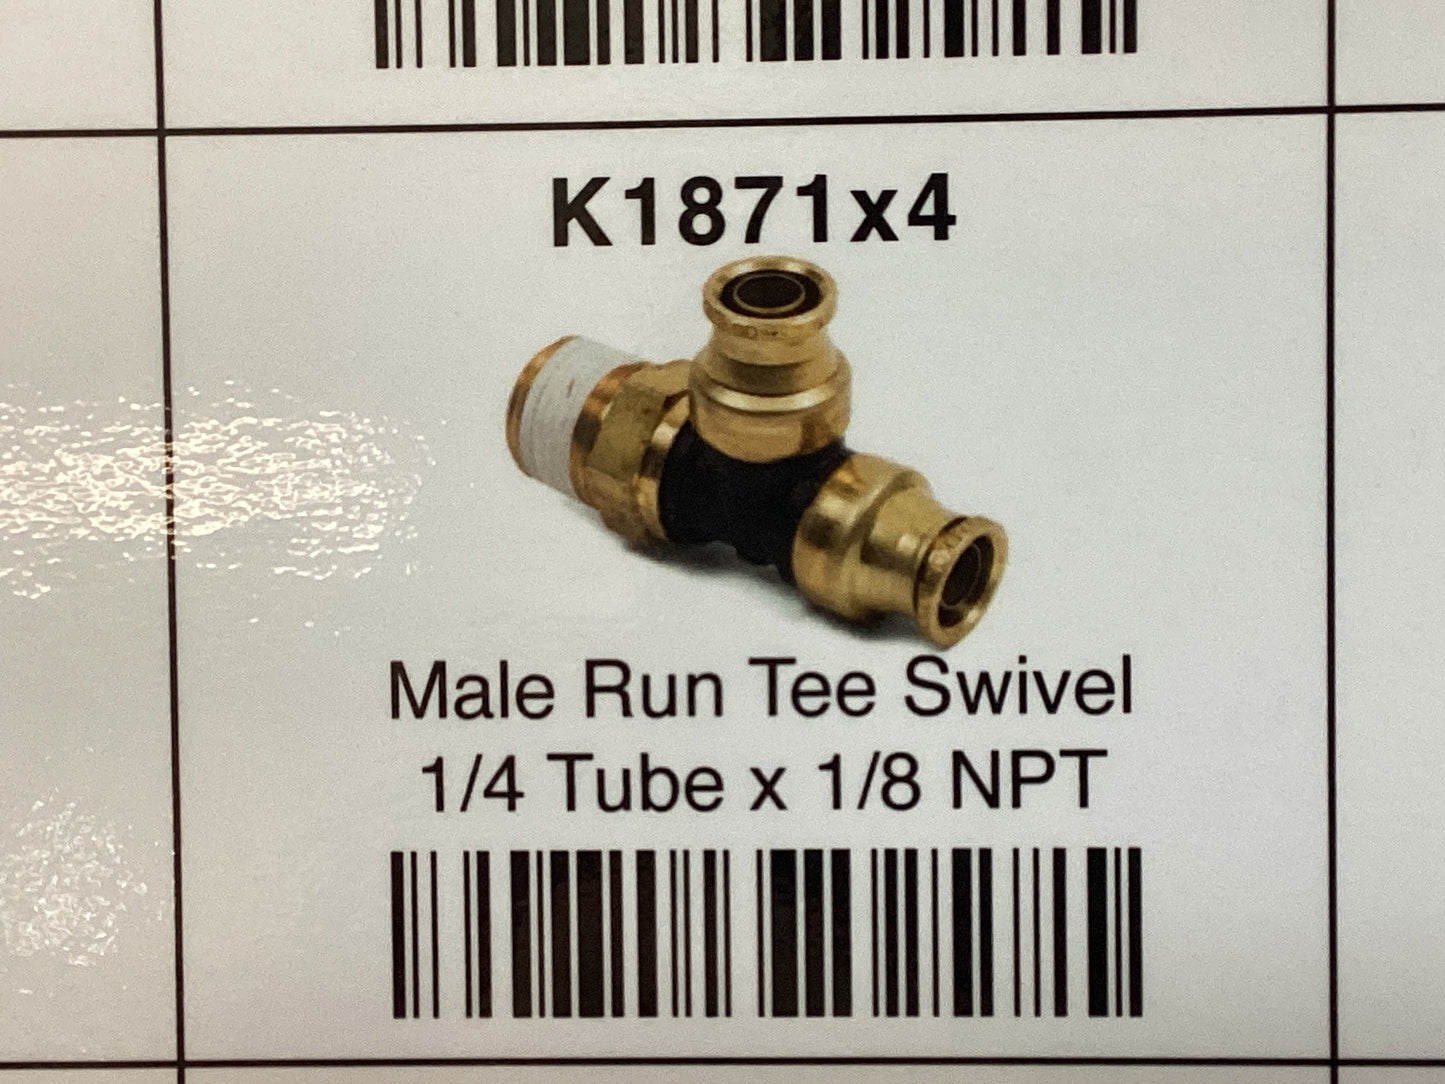 K1871x4
Male Run Tee Swivel
1/4 Tube x 1/8 NPT